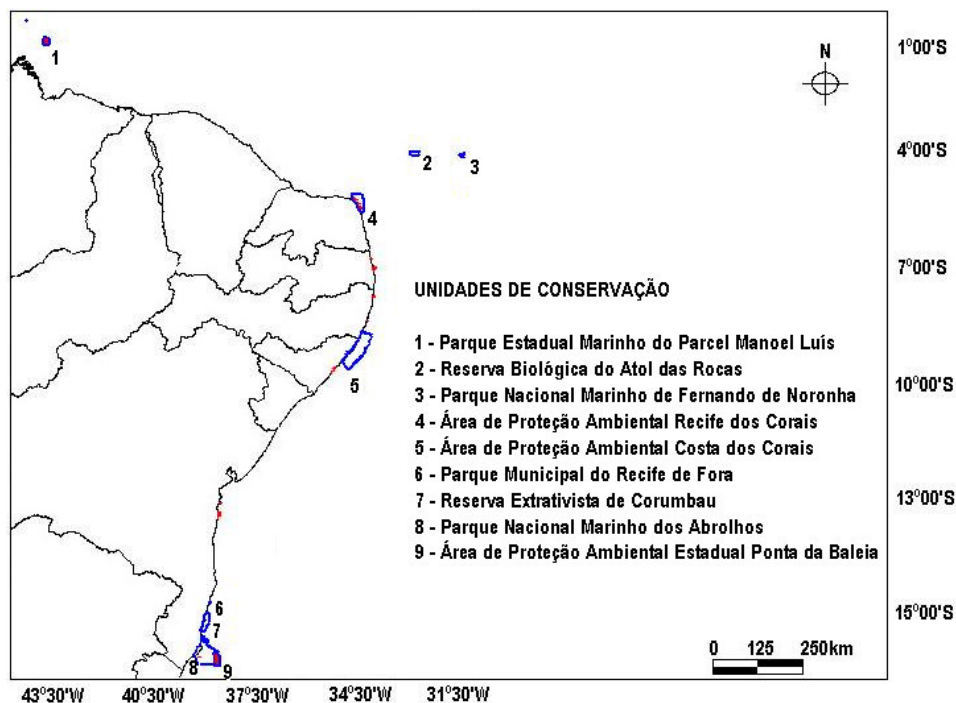 1
N
1°00'S
2
3
4°00'S
4
7°00'S
UNIDADES DE CONSERVAÇÃO
1 - Parque Estadual Marinho do Parcel Manoel Luís
2 - Reserva Biológica do Atol das Rocas
3 - Parque Nacional Marinho de Fernando de Noronha
4 - Área de Proteção Ambiental Recife dos Corais
5 - Área de Proteção Ambiental Costa dos Corais
6 - Parque Municipal do Recife de Fora
7 - Reserva Extrativista de Corumbau
8 - Parque Nacional Marinho dos Abrolhos
9 - Área de Proteção Ambiental Estadual Ponta da Baleia
5
10°00'S
13°00'S
6
7
8
9
15°00'S
0 125 250km
43°30'W 40°30'W 37°30'W 34°30'W 31°50'W